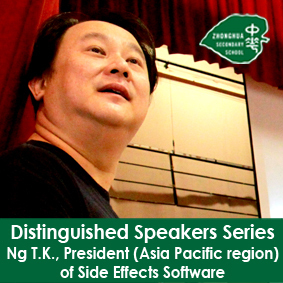 ZHONGHUA
SECONDARY
SCHOOL
中华
Distinguished Speakers Series
Ng T.K., President (Asia Pacific region)
of Side Effects Software